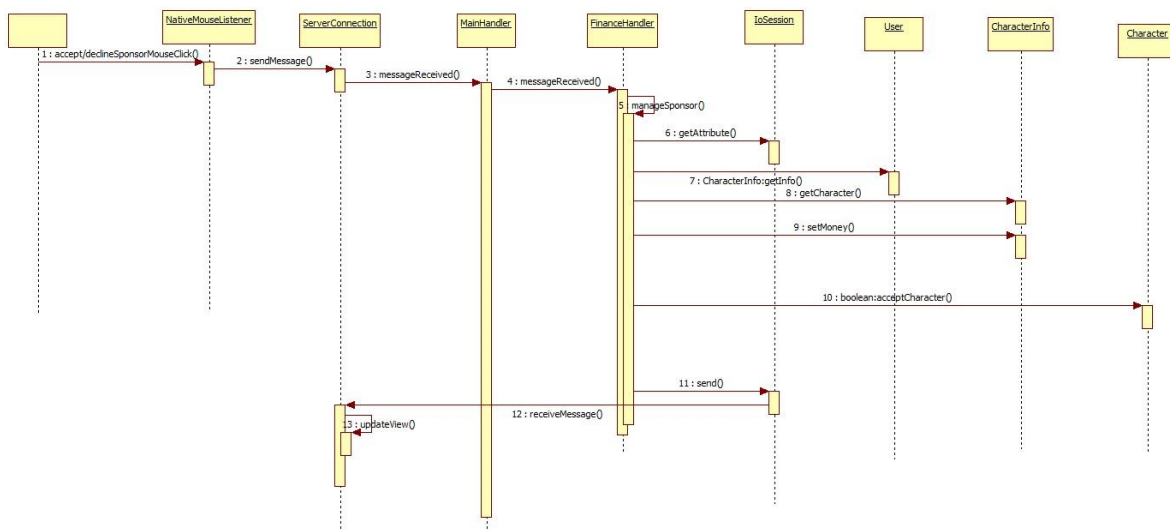 NativeMouseListener
ServerConnection
MainHandler
FinanceHandler
IoSession
User
CharacterInfo
Character
1 : accept/declineSponsorMouseClick()
2 : sendMessage()
3 : messageReceived()
4 : messageReceived()
5 : manageSponsor()
6 : getAttribute()
7 : CharacterInfo:getInfo()
8 : getCharacter()
9 : setMoney()
10 : boolean:acceptCharacter()
11 : send()
12 : receiveMessage()
13 : updateView()